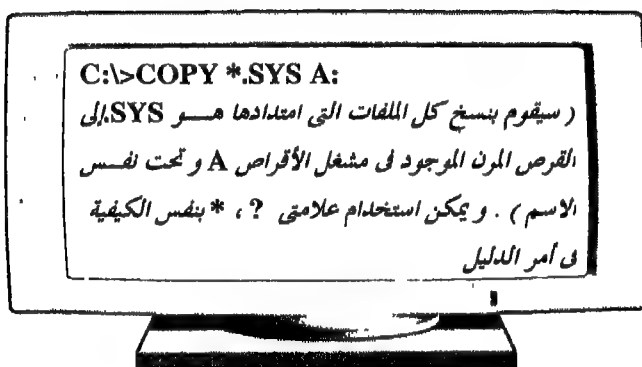 C:\>COPY *.SYS A:
( سيقوم بنسخ كل الملفات التى امتدادها هـــو SYS.إلى
القرص المرن الموجود فى مشغل الأقراص A و تحت نفـــس
الاسم ) . و يمكن استخدام علامتى ? ، * بنفس الكيفية
فى أمر الدليل